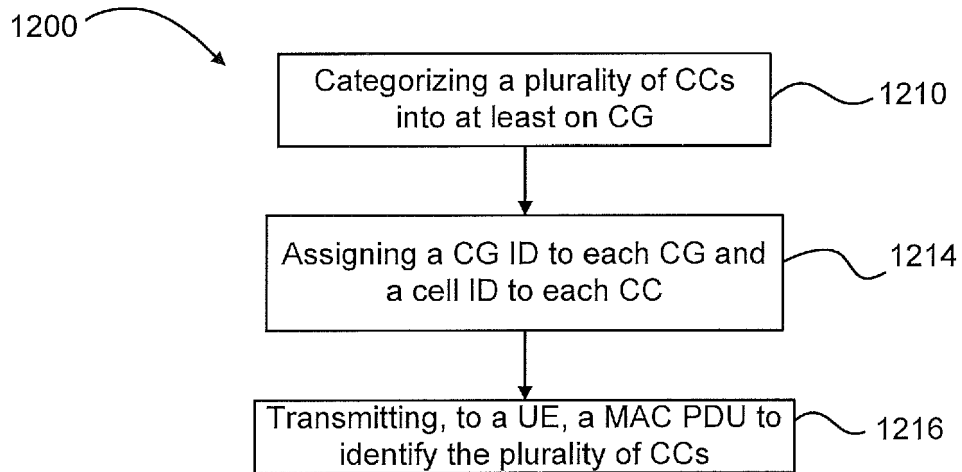 1200
Categorizing a plurality of CCs
into at least on CG
1210
Assigning a CG ID to each CG and
a cell ID to each CC
1214
Transmitting, to a UE, a MAC PDU to
identify the plurality of CCs
1216